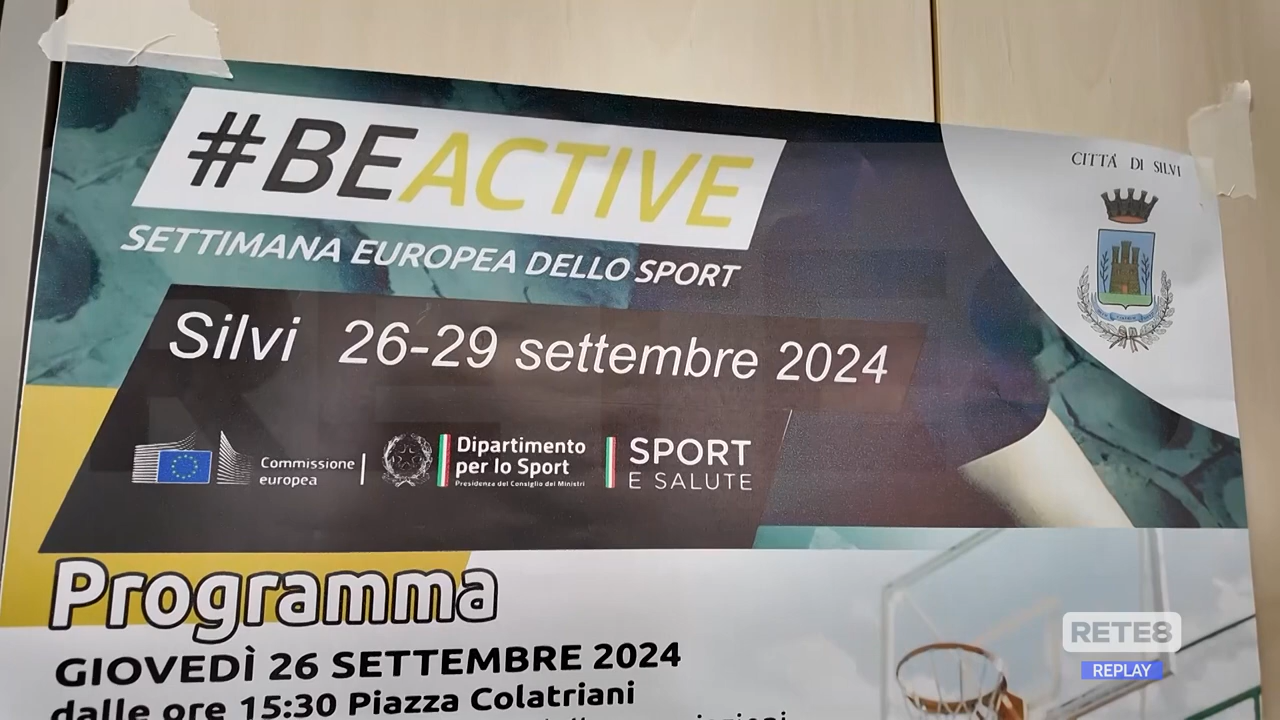 #BEACTIVE
SETTIMANA EUROPEA DELLO SPORT
CITTÁ DI SILVI
Silvi 26-29 settembre 2024
Commissione
europea
Dipartimento
per lo Sport
Presidenza del Consiglio dei Ministri
SPORT
E SALUTE
Programma
GIOVEDÌ 26 SETTEMBRE 2024
dalle ore 15:30 Piazza Colatriani
RETE8
REPLAY